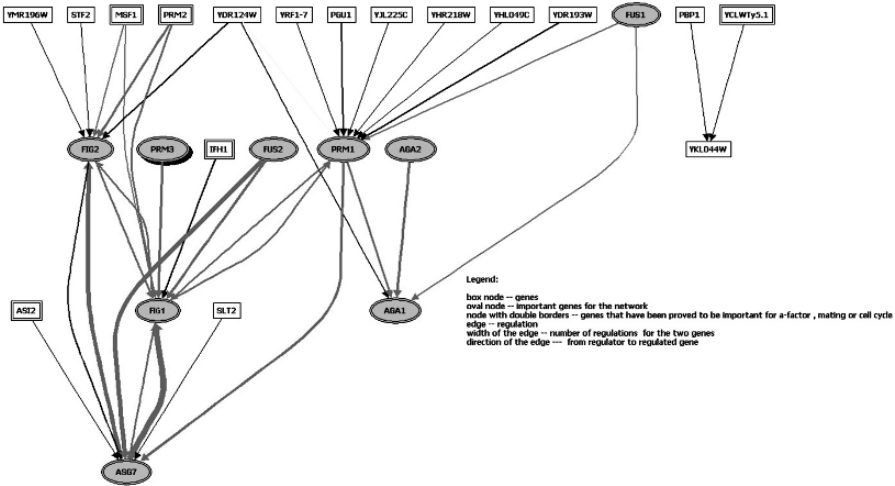 YMR196W STF2 MSF1 PRM2 YDR124W YRF1-7 PGU1 YJL225C YHR218W YHL049C YDR193W FUS1 PBP1 YCLWTy5.1
FIG2 PRM3 IFH1 FUS2 PRM1 AGA2 YKL044W
ASI2 FIG1 SLT2 AGA1
ASG7
Legend:
box node -- genes
oval node -- important genes for the network
node with double borders -- genes that have been proved to be important for a-factor , mating or cell cycle
edge -- regulation
width of the edge -- number of regulations for the two genes
direction of the edge --- from regulator to regulated gene